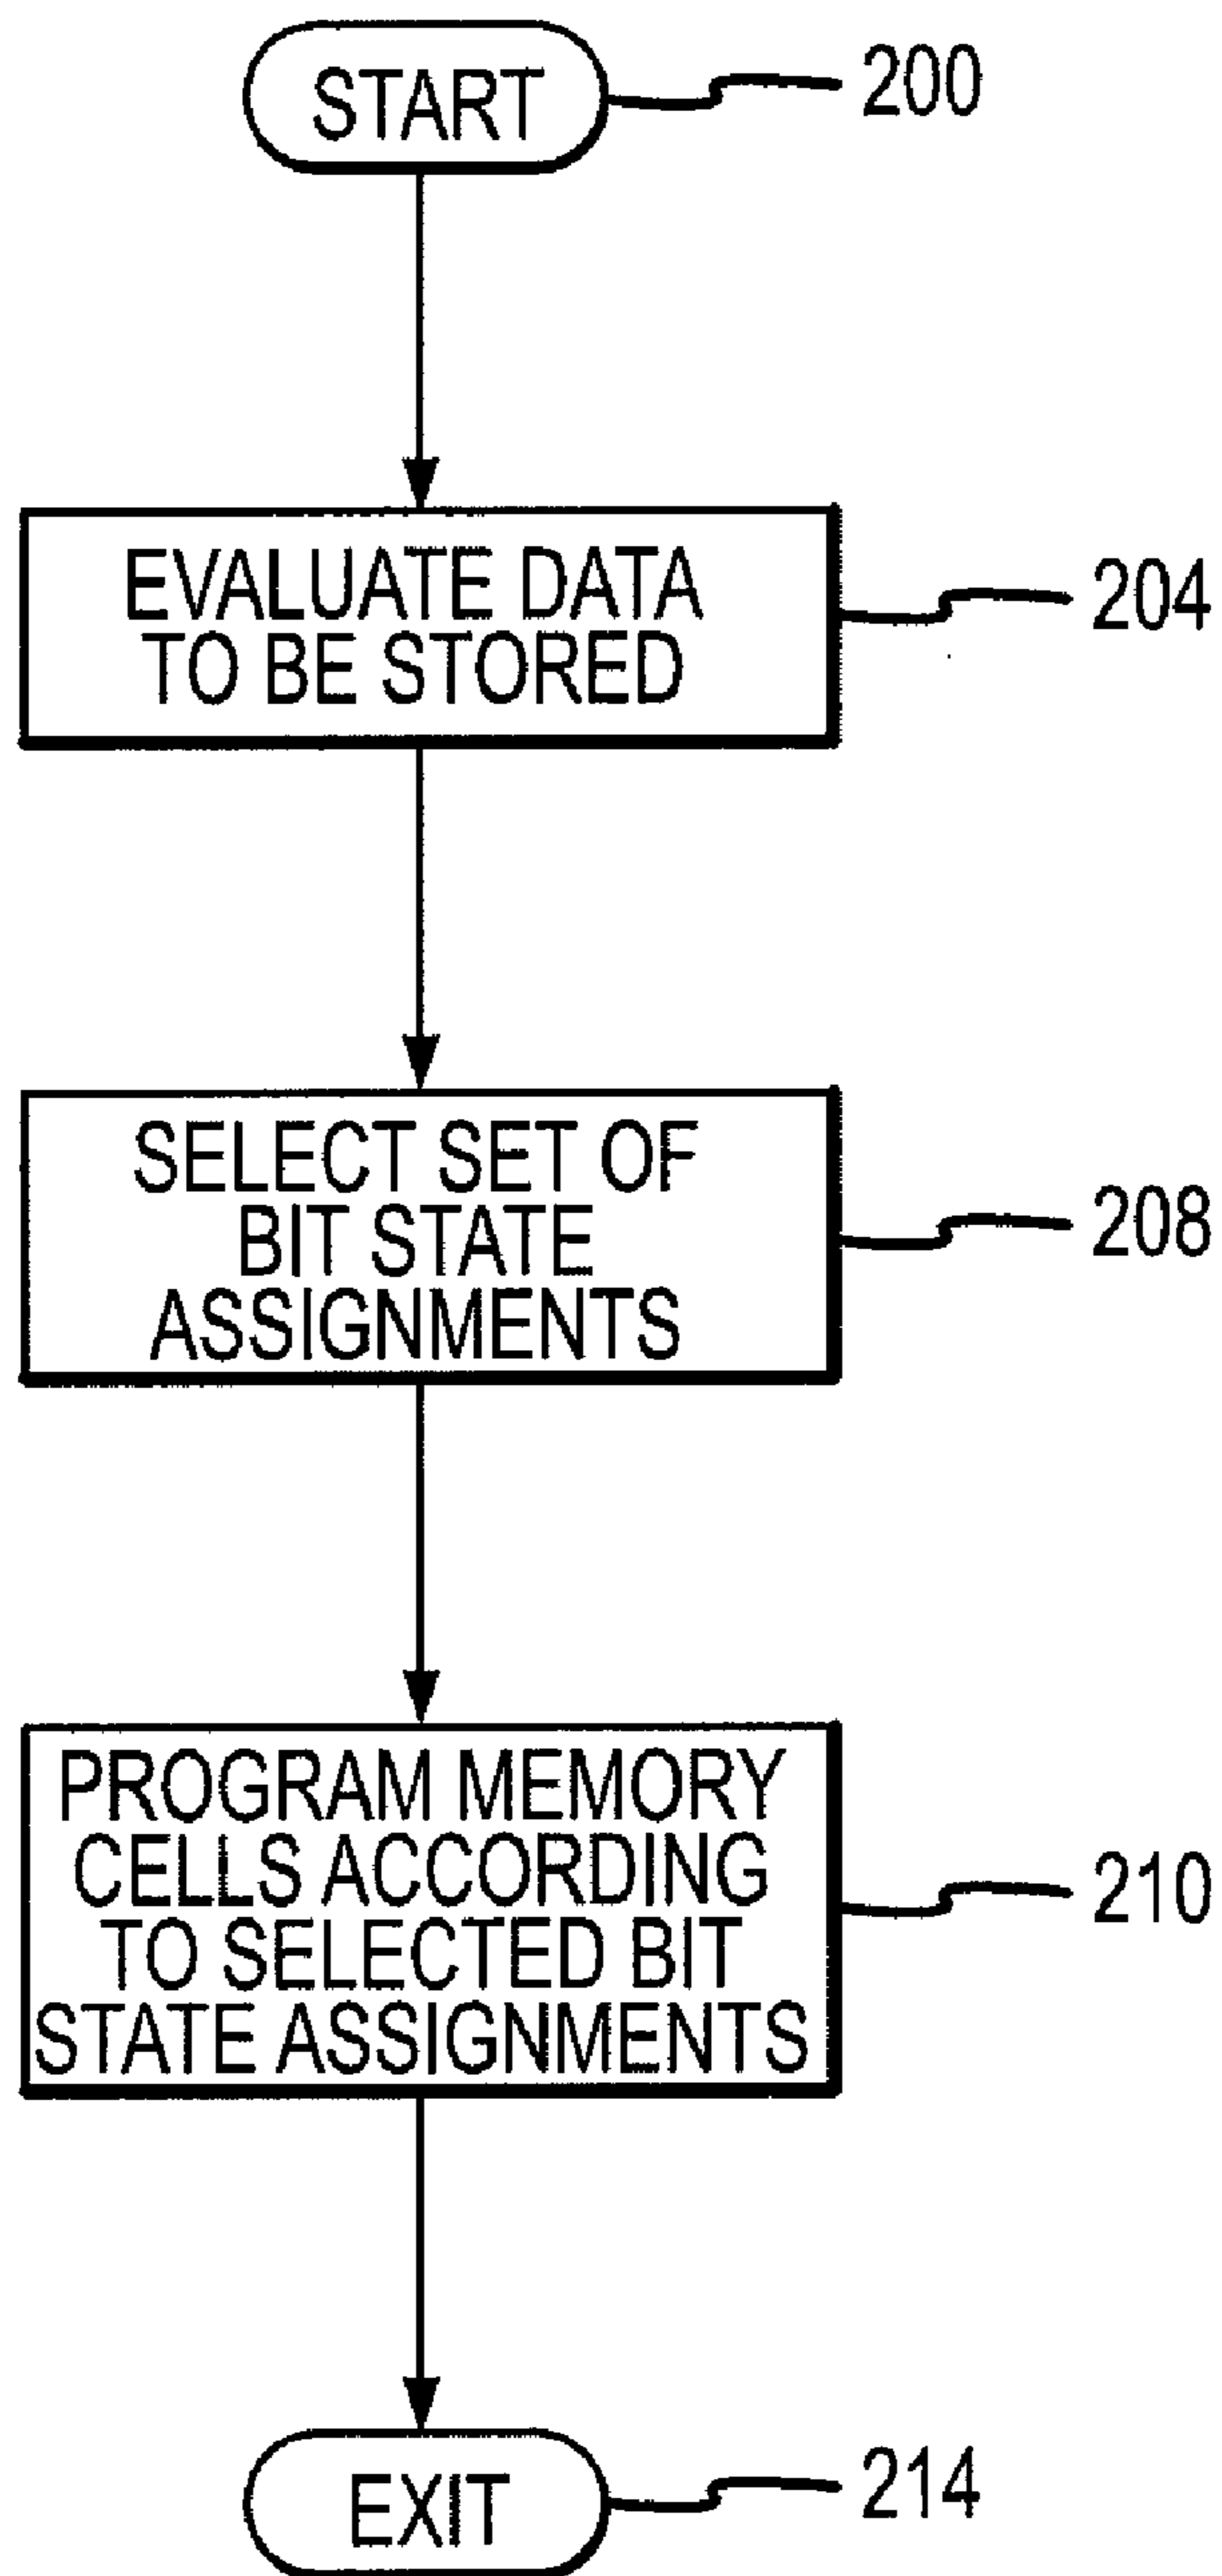 START
200
EVALUATE DATA
TO BE STORED
204
SELECT SET OF
BIT STATE
ASSIGNMENTS
208
PROGRAM MEMORY
CELLS ACCORDING
TO SELECTED BIT
STATE ASSIGNMENTS
210
EXIT
214